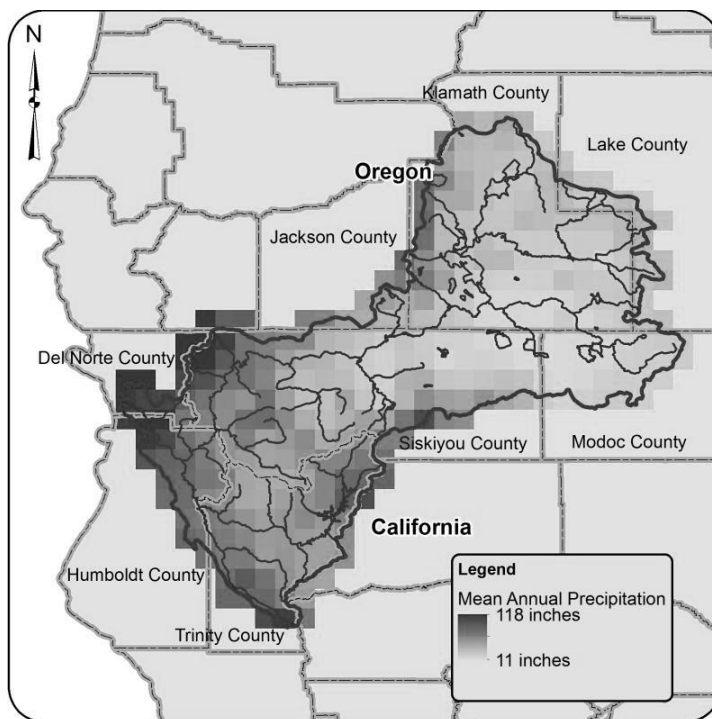 N
Klamath County
Lake County
Oregon
Jackson County
Del Norte County
Siskiyou County
Modoc County
California
Humboldt County
Trinity County
Legend
Mean Annual Precipitation
118 inches
11 inches